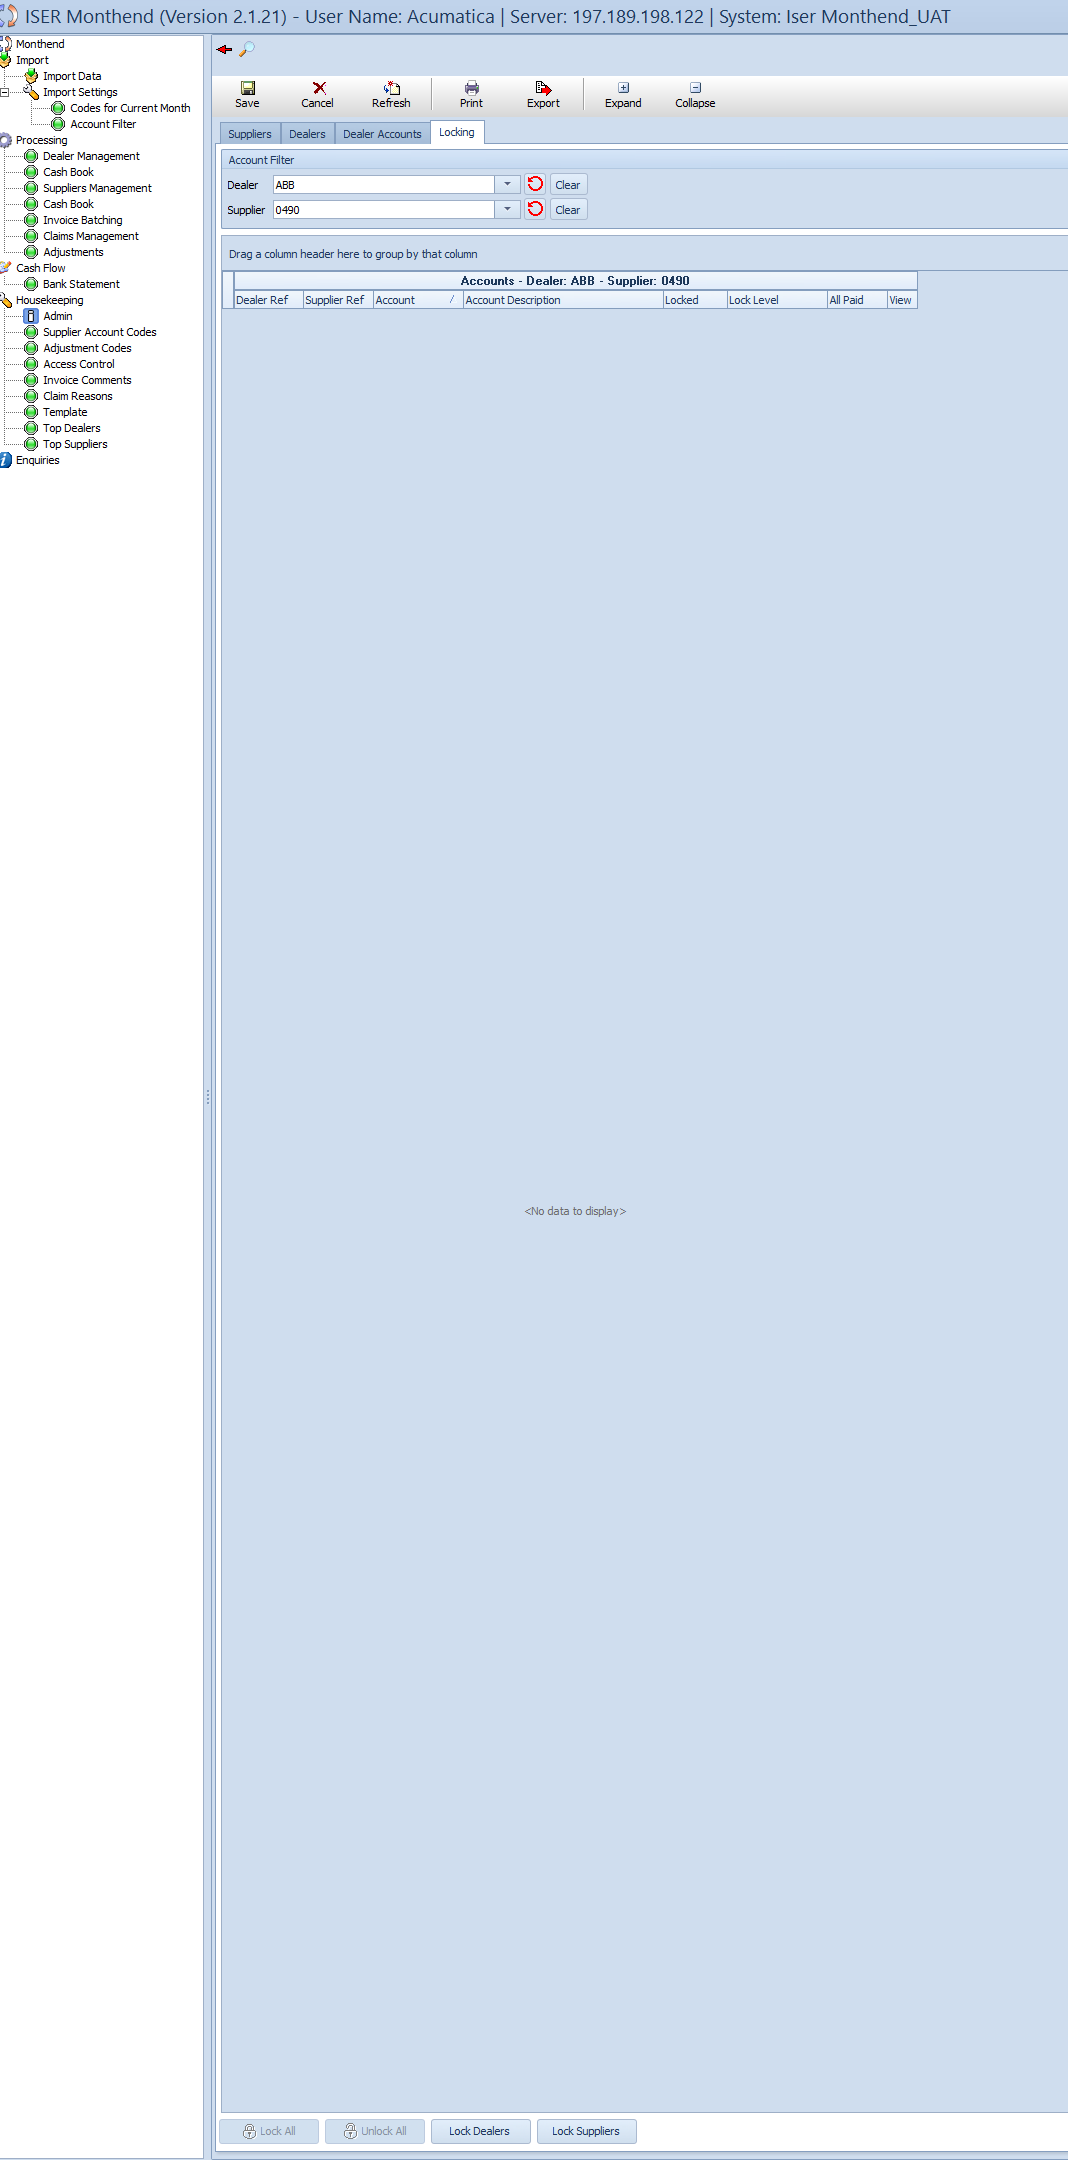 ISER Monthend (Version 2.1.21) - User Name: Acumatica | Server: 197.189.198.122 | System: Iser Monthend_UAT
Monthend
Import
Import Data
Import Settings
Codes for Current Month
Account Filter
Processing
Dealer Management
Cash Book
Suppliers Management
Cash Book
Invoice Batching
Claims Management
Adjustments
Cash Flow
Bank Statement
Housekeeping
Admin
Supplier Account Codes
Adjustment Codes
Access Control
Invoice Comments
Claim Reasons
Template
Top Dealers
Top Suppliers
Enquiries
Save Cancel Refresh Print Export Expand Collapse
Suppliers Dealers Dealer Accounts Locking
Account Filter
Dealer ABB Clear
Supplier 0490 Clear
Drag a column header here to group by that column
Accounts - Dealer: ABB - Supplier: 0490
Dealer Ref Supplier Ref Account Account Description Locked Lock Level All Paid View
<No data to display>
Lock All Unlock All Lock Dealers Lock Suppliers